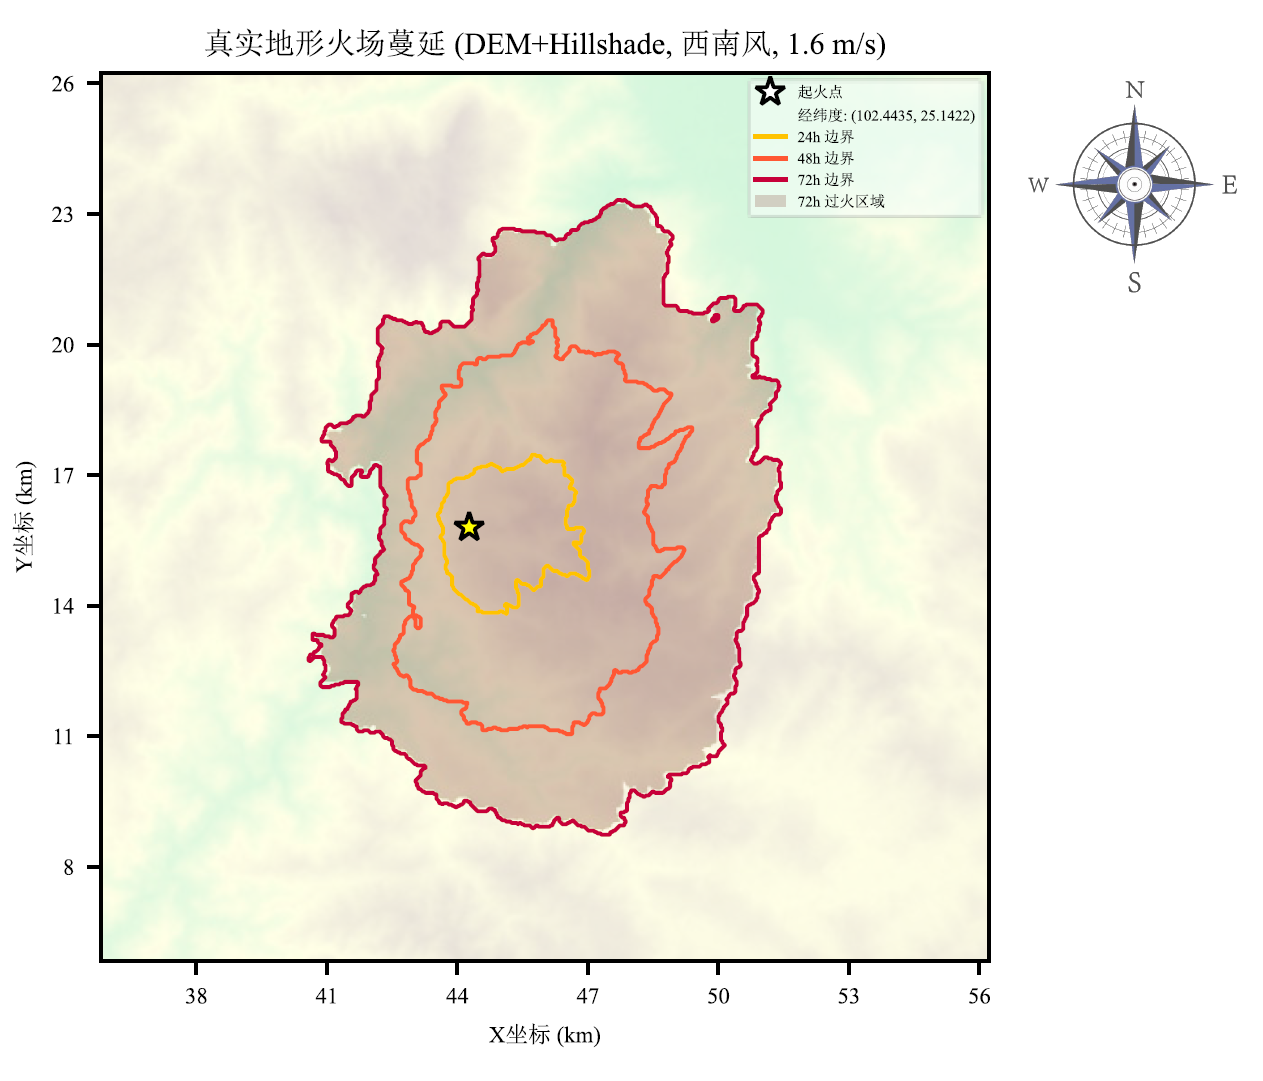 真实地形火场蔓延 (DEM+Hillshade, 西南风, 1.6 m/s)
起火点
经纬度: (102.4435, 25.1422)
24h 边界
48h 边界
72h 边界
72h 过火区域
N
W
E
S
26
23
20
17
14
11
8
Y坐标 (km)
38
41
44
47
50
53
56
X坐标 (km)